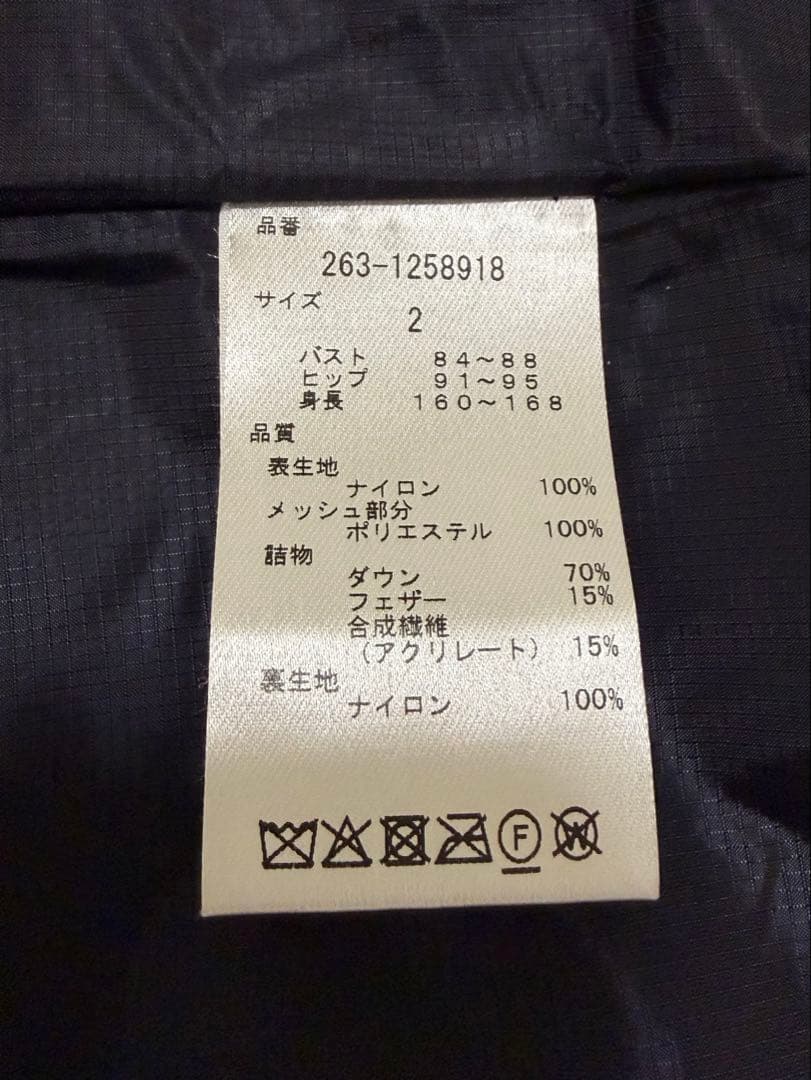 品番
263-1258918
サイズ
2
バスト 84～88
ヒップ 91～95
身長 160～168
品質
表生地
ナイロン 100%
メッシュ部分
ポリエステル 100%
詰物
ダウン 70%
フェザー 15%
合成繊維
(アクリレート) 15%
裏生地
ナイロン 100%
F
W